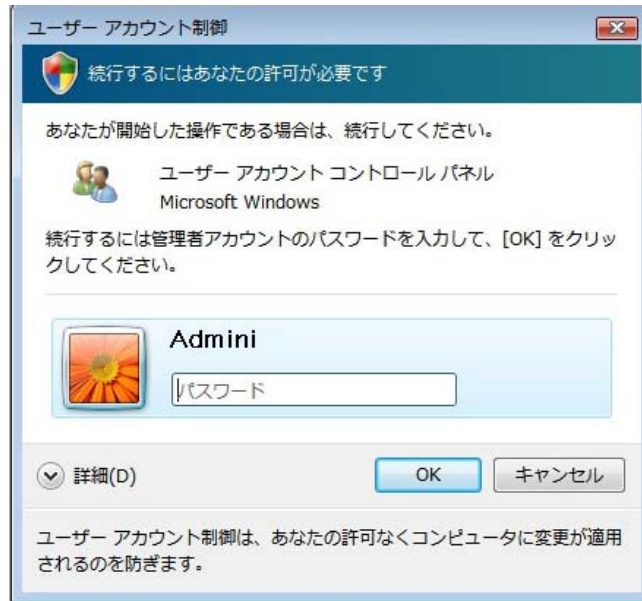 ユーザー アカウント制御
続行するにはあなたの許可が必要です
あなたが開始した操作である場合は、続行してください。
ユーザー アカウント コントロール パネル
Microsoft Windows
続行するには管理者アカウントのパスワードを入力して、[OK] をクリッ
クしてください。
Admini
パスワード
詳細(D)
OK
キャンセル
ユーザー アカウント制御は、あなたの許可なくコンピュータに変更が適用
されるのを防ぎます。